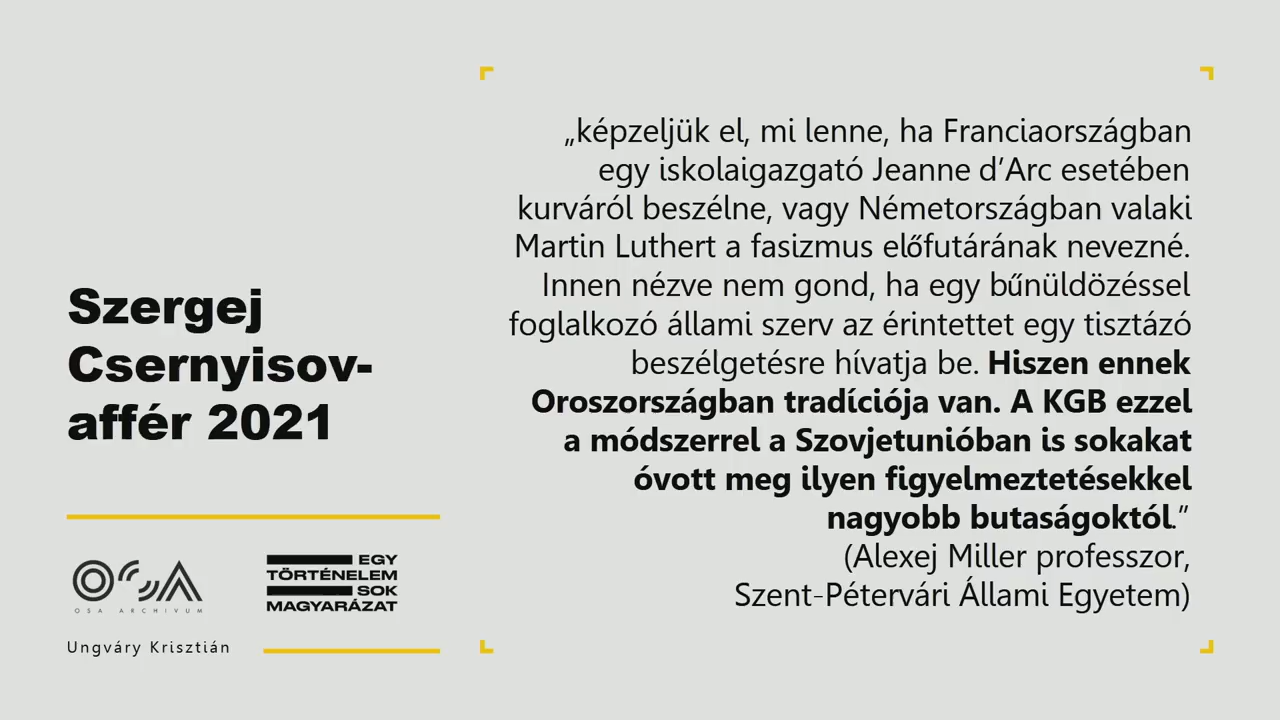 Szergej
Csernyisov-
affér 2021
OSA ARCHIVUM
EGY
TÖRTÉNELEM
SOK
MAGYARÁZAT
Ungváry Krisztián
„képzeljük el, mi lenne, ha Franciaországban
egy iskolaigazgató Jeanne d’Arc esetében
kurváról beszélne, vagy Németországban valaki
Martin Luthert a fasizmus előfutárának nevezné.
Innen nézve nem gond, ha egy bűnüldözéssel
foglalkozó állami szerv az érintettet egy tisztázó
beszélgetésre hívatja be. Hiszen ennek
Oroszországban tradíciója van. A KGB ezzel
a módszerrel a Szovjetunióban is sokakat
óvott meg ilyen figyelmeztetésekkel
nagyobb butaságoktól.”
(Alexej Miller professzor,
Szent-Pétervári Állami Egyetem)